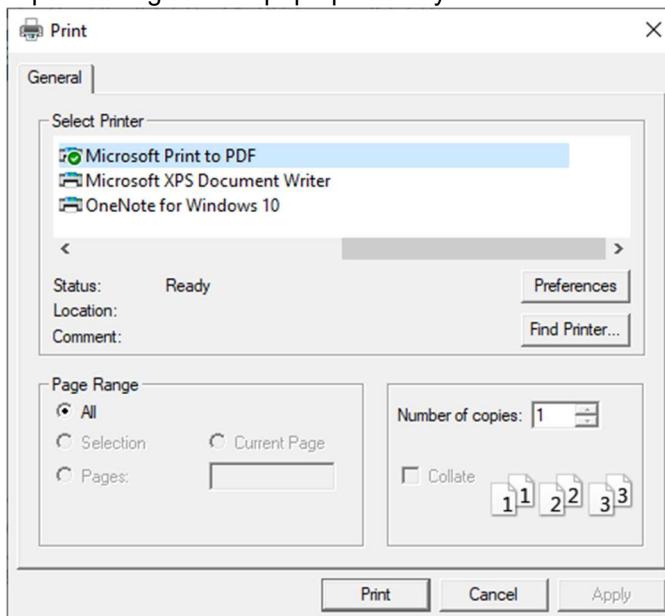 Print
General
Select Printer
Microsoft Print to PDF
Microsoft XPS Document Writer
OneNote for Windows 10
Status: Ready
Preferences
Location:
Find Printer...
Comment:
Page Range
All
Number of copies: 1
Selection Current Page
Pages:
Collate
1 1 2 2 3 3
Print Cancel Apply